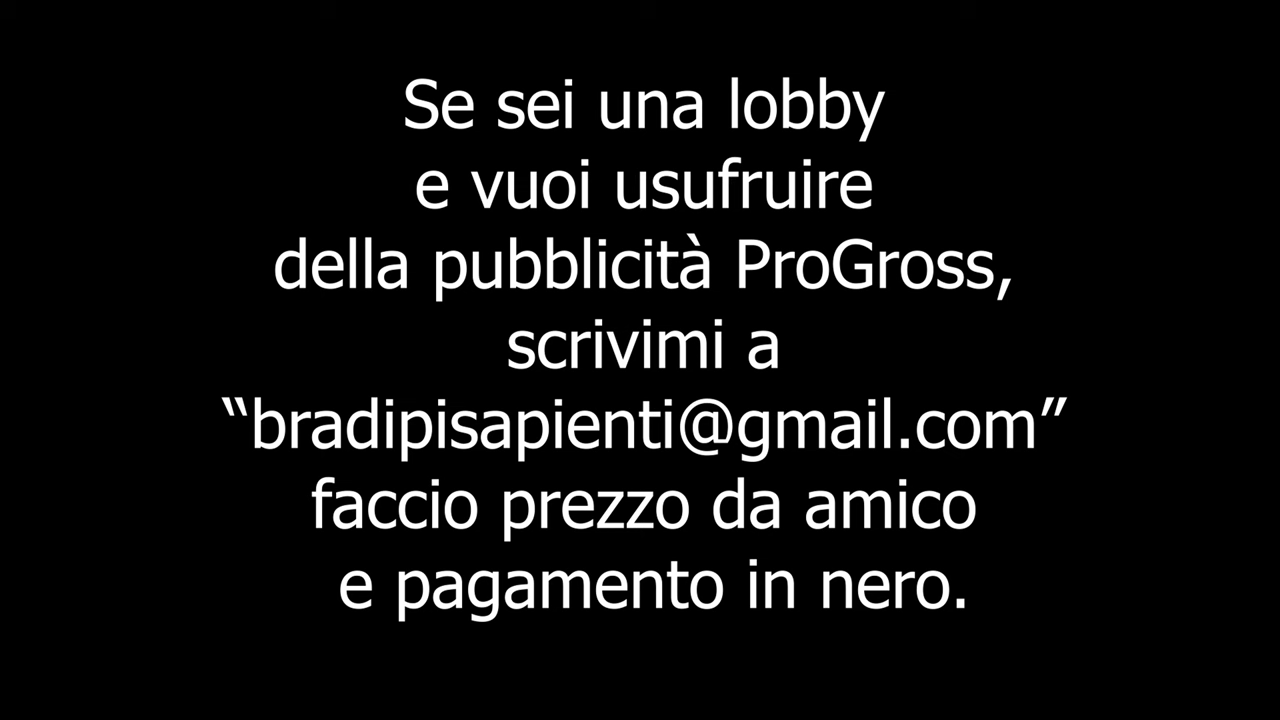 Se sei una lobby
e vuoi usufruire
della pubblicità ProGross,
scrivimi a
“bradipisapienti@gmail.com”
faccio prezzo da amico
e pagamento in nero.